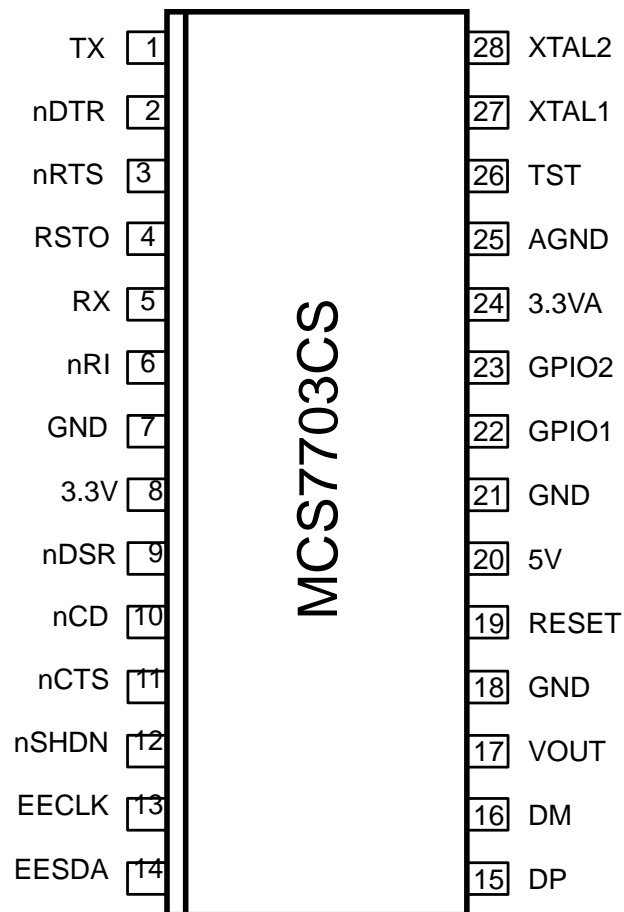 TX 1
nDTR 2
nRTS 3
RSTO 4
RX 5
nRI 6
GND 7
3.3V 8
nDSR 9
nCD 10
nCTS 11
nSHDN 12
EECLK 13
EESDA 14
MCS7703CS
28 XTAL2
27 XTAL1
26 TST
25 AGND
24 3.3VA
23 GPIO2
22 GPIO1
21 GND
20 5V
19 RESET
18 GND
17 VOUT
16 DM
15 DP